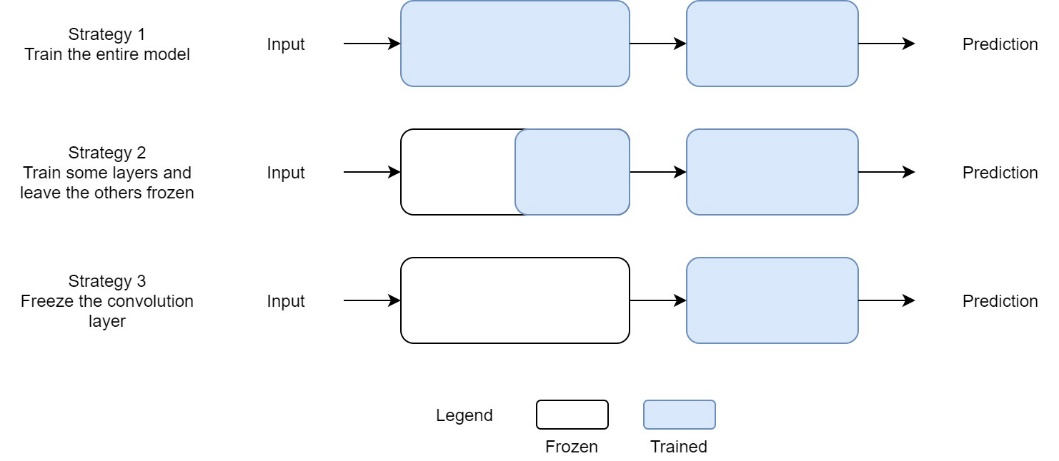 Strategy 1
Train the entire model
Input
Prediction
Strategy 2
Train some layers and
leave the others frozen
Input
Prediction
Strategy 3
Freeze the convolution
layer
Input
Prediction
Legend
Frozen
Trained